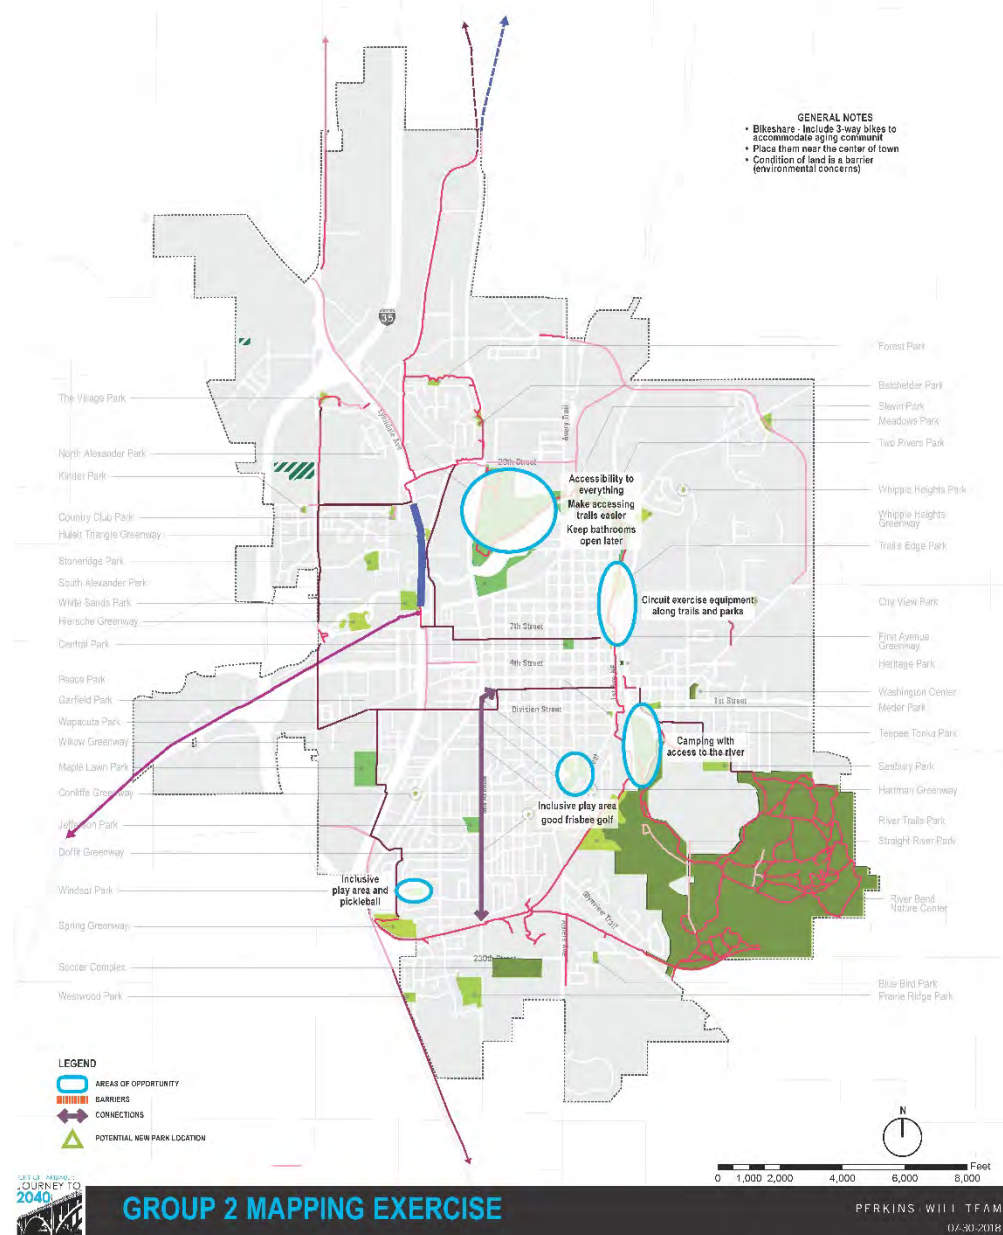 GENERAL NOTES
• Bikeshare - Include 3-way bikes to
accommodate aging communit
• Place them near the center of town
• Condition of land is a barrier
(environmental concerns)
35
Forest Park
Batchelder Park
Slevin Park
Meadows Park
Two Rivers Park
Whipple Heights Park
Whipple Heights
Greenway
Trails Edge Park
City View Park
First Avenue
Greenway
Heritage Park
Washington Center
Meder Park
Teepee Tonka Park
Seabury Park
Hartman Greenway
River Trails Park
Straight River Park
River Bend
Nature Center
Blue Bird Park
Prairie Ridge Park
The Village Park
North Alexander Park
Kinder Park
Country Club Park
Hulett Triangle Greenway
Stoneridge Park
South Alexander Park
White Sands Park
Hiersche Greenway
Central Park
Peace Park
Garfield Park
Wapacuta Park
Willow Greenway
Maple Lawn Park
Conliffe Greenway
Jefferson Park
Doffit Greenway
Windsor Park
Spring Greenway
Soccer Complex
Westwood Park
Lyndale Ave
Avery Trail
20th Street
Accessibility to
everything
Make accessing
trails easier
Keep bathrooms
open later
Circuit exercise equipment
along trails and parks
7th Street
4th Street
1st Street
Division Street
Camping with
access to the river
Inclusive play area
good frisbee golf
Inclusive
play area and
pickleball
LEGEND
AREAS OF OPPORTUNITY
BARRIERS
CONNECTIONS
POTENTIAL NEW PARK LOCATION
N
Feet
0 1,000 2,000 4,000 6,000 8,000
JOURNEY TO
2040
GROUP 2 MAPPING EXERCISE
PERKINS+WILL TEAM
07-30-2018